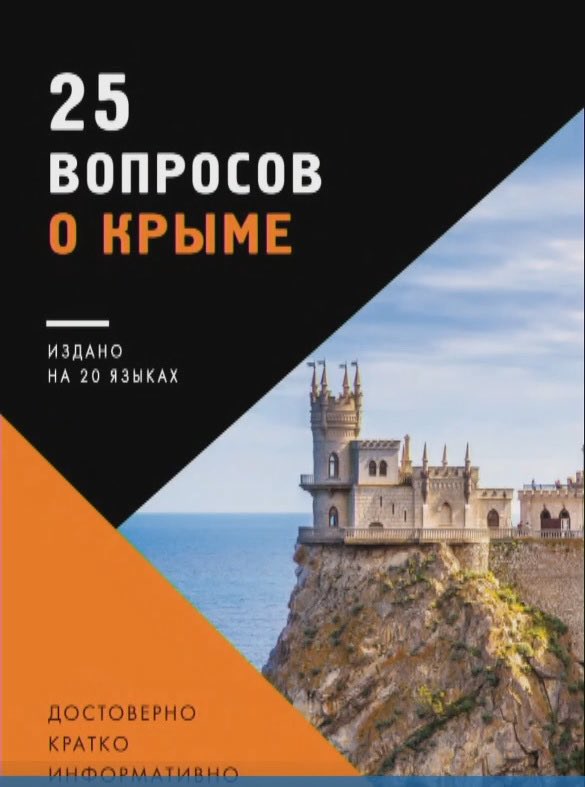 25
ВОПРОСОВ
О КРЫМЕ
ИЗДАНО
НА 20 ЯЗЫКАХ
ДОСТОВЕРНО
КРАТКО
ИНФОРМАТИВНО